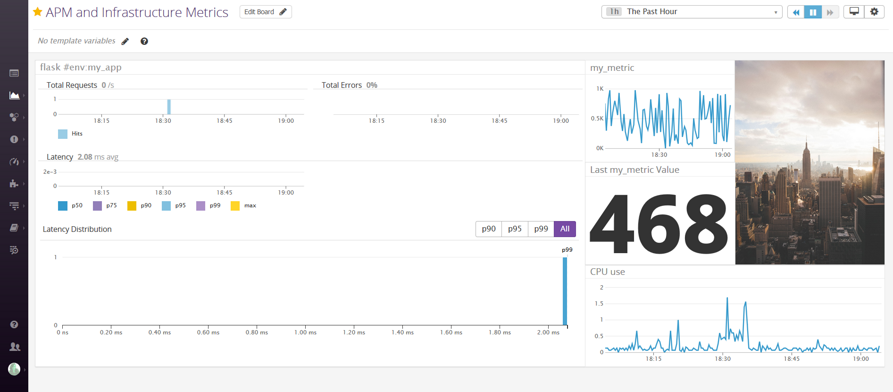 APM and Infrastructure Metrics
Edit Board
1h The Past Hour
No template variables
flask #env:my_app
Total Requests 0 /s
1
0
18:15 18:30 18:45 19:00
Hits
Total Errors 0%
18:15 18:30 18:45 19:00
Latency 2.08 ms avg
2e-3
0
18:15 18:30 18:45 19:00
p50 p75 p90 p95 p99 max
Latency Distribution
p90 p95 p99 All
p99
1
0
0 ns 0.20 ms 0.40 ms 0.60 ms 0.80 ms 1.00 ms 1.20 ms 1.40 ms 1.60 ms 1.80 ms 2.00 ms
my_metric
1K
0.5K
0K
18:30 19:00
Last my_metric Value
468
CPU use
2
1.5
1
0.5
0
18:15 18:30 18:45 19:00